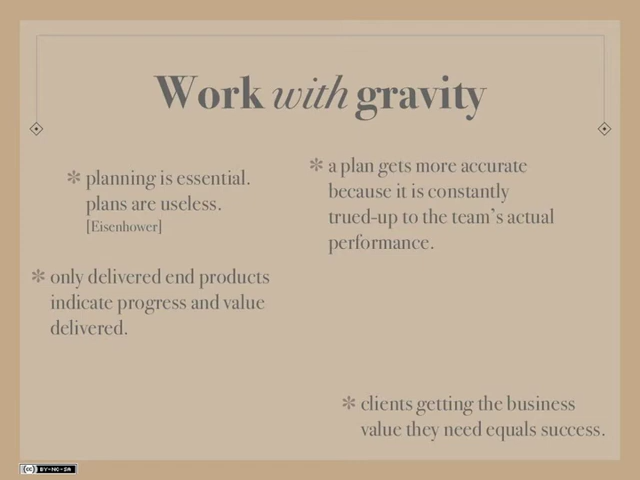 Work with gravity
✻ planning is essential.
plans are useless.
[Eisenhower]
✻ a plan gets more accurate
because it is constantly
trued-up to the team’s actual
performance.
✻ only delivered end products
indicate progress and value
delivered.
✻ clients getting the business
value they need equals success.
(cc) BY-NC-SA